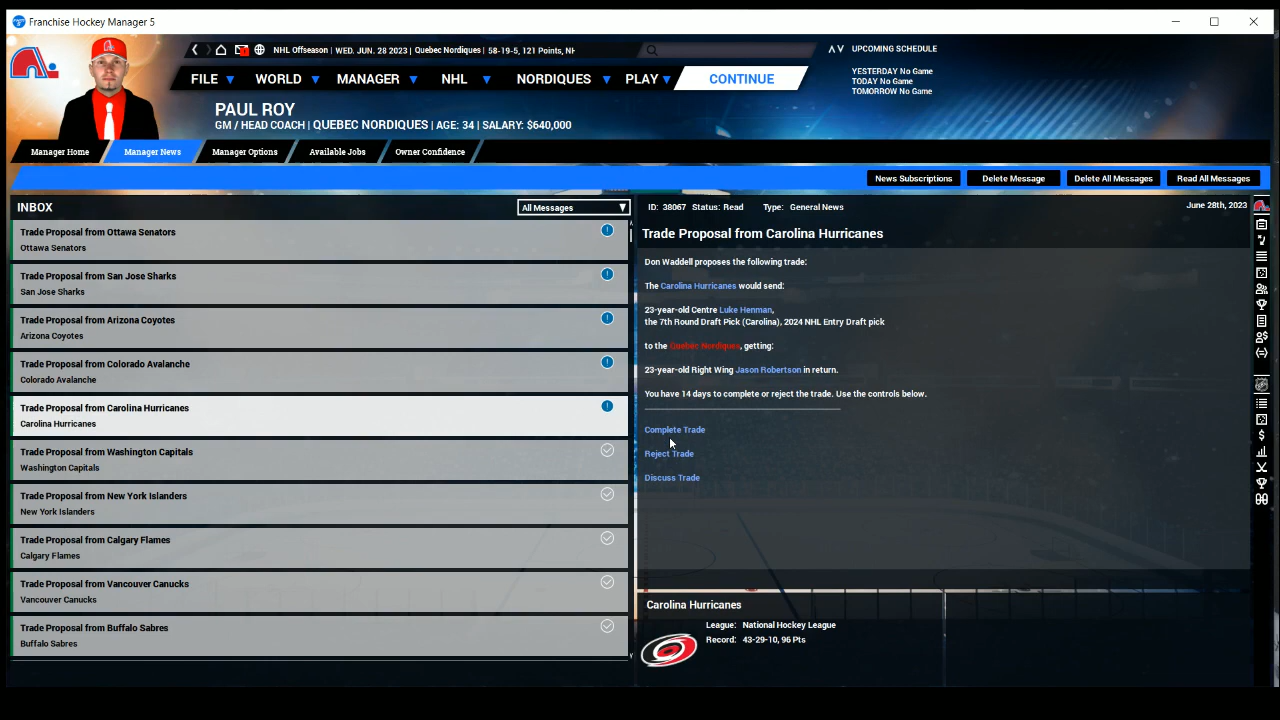 Franchise Hockey Manager 5
NHL Offseason | WED. JUN. 28 2023 | Quebec Nordiques | 58-19-5, 121 Points, NH
UPCOMING SCHEDULE
YESTERDAY No Game
TODAY No Game
TOMORROW No Game
FILE
WORLD
MANAGER
NHL
NORDIQUES
PLAY
CONTINUE
PAUL ROY
GM / HEAD COACH | QUEBEC NORDIQUES | AGE: 34 | SALARY: $640,000
Manager Home
Manager News
Manager Options
Available Jobs
Owner Confidence
News Subscriptions
Delete Message
Delete All Messages
Read All Messages
INBOX
All Messages
Trade Proposal from Ottawa Senators
Ottawa Senators
Trade Proposal from San Jose Sharks
San Jose Sharks
Trade Proposal from Arizona Coyotes
Arizona Coyotes
Trade Proposal from Colorado Avalanche
Colorado Avalanche
Trade Proposal from Carolina Hurricanes
Carolina Hurricanes
Trade Proposal from Washington Capitals
Washington Capitals
Trade Proposal from New York Islanders
New York Islanders
Trade Proposal from Calgary Flames
Calgary Flames
Trade Proposal from Vancouver Canucks
Vancouver Canucks
Trade Proposal from Buffalo Sabres
Buffalo Sabres
ID: 38067 Status: Read Type: General News
June 28th, 2023
Trade Proposal from Carolina Hurricanes
Don Waddell proposes the following trade:
The Carolina Hurricanes would send:
23-year-old Centre Luke Henman,
the 7th Round Draft Pick (Carolina), 2024 NHL Entry Draft pick
to the Quebec Nordiques, getting:
23-year-old Right Wing Jason Robertson in return.
You have 14 days to complete or reject the trade. Use the controls below.
Complete Trade
Reject Trade
Discuss Trade
Carolina Hurricanes
League: National Hockey League
Record: 43-29-10, 96 Pts